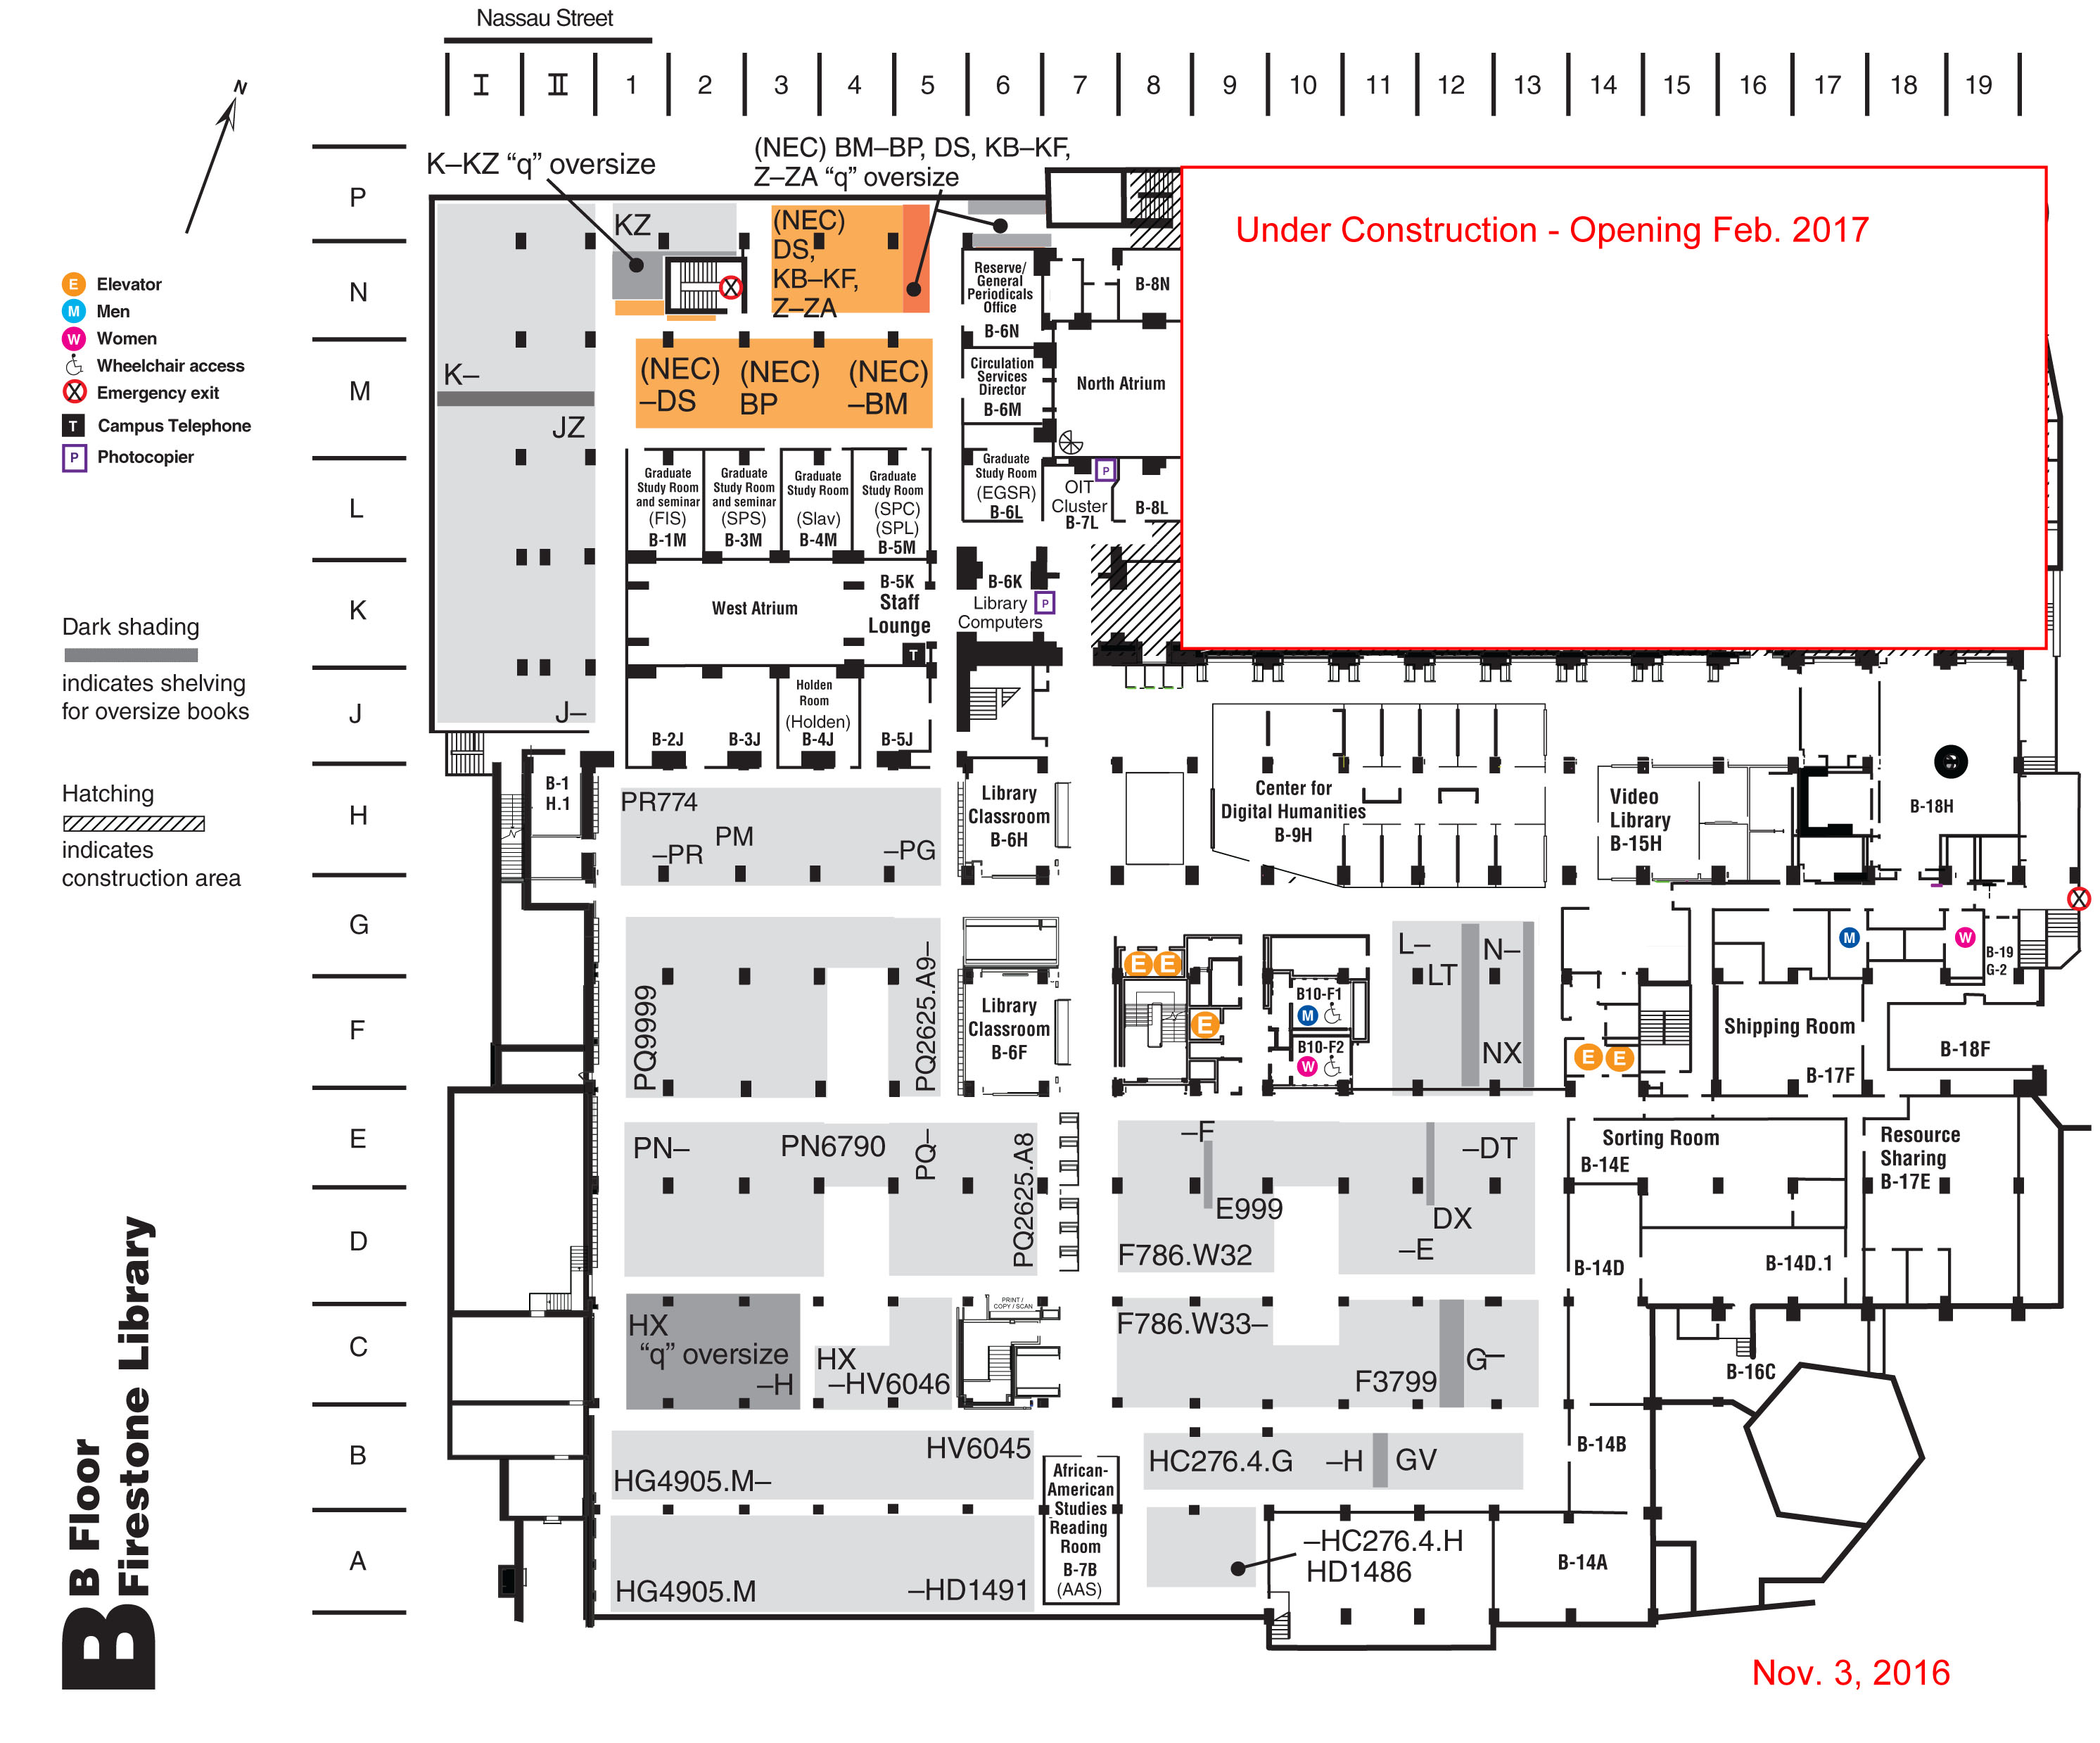 Nassau Street
I II 1 2 3 4 5 6 7 8 9 10 11 12 13 14 15 16 17 18 19
N
K–KZ “q” oversize
(NEC) BM–BP, DS, KB–KF,
Z–ZA “q” oversize
P
N
M
L
K
J
H
G
F
E
D
C
B
A
Under Construction - Opening Feb. 2017
E Elevator
M Men
W Women
Wheelchair access
Emergency exit
T Campus Telephone
P Photocopier
Dark shading
indicates shelving
for oversize books
Hatching
indicates
construction area
B Floor
Firestone Library
B
KZ
(NEC)
DS,
KB–KF,
Z–ZA
K–
JZ
J–
(NEC)
–DS
(NEC)
BP
(NEC)
–BM
Reserve/
General
Periodicals
Office
B-6N
B-8N
Circulation
Services
Director
B-6M
North Atrium
Graduate
Study Room
and seminar
(FIS)
B-1M
Graduate
Study Room
and seminar
(SPS)
B-3M
Graduate
Study Room
(Slav)
B-4M
Graduate
Study Room
(SPC)
(SPL)
B-5M
Graduate
Study Room
(EGSR)
B-6L
P
OIT
Cluster
B-7L
B-8L
West Atrium
B-5K
Staff
Lounge
T
B-6K
Library
Computers
P
B-2J
B-3J
Holden
Room
(Holden)
B-4J
B-5J
B-1
H.1
PR774
–PR
PM
–PG
Library
Classroom
B-6H
Center for
Digital Humanities
B-9H
Video
Library
B-15H
B-18H
e
PQ9999
PQ2625.A9–
Library
Classroom
B-6F
E E
E
B10-F1
M
B10-F2
W
L–
LT
N–
NX
E E
M
W
B-19
G-2
Shipping Room
B-17F
B-18F
PN–
PN6790
PQ–
PQ2625.A8
–F
E999
F786.W32
–DT
DX
–E
Sorting Room
B-14E
Resource
Sharing
B-17E
B-14D
B-14D.1
HX
“q” oversize
–H
HX
–HV6046
PRINT /
COPY / SCAN
F786.W33–
F3799
G–
B-16C
HV6045
HG4905.M–
African-
American
Studies
Reading
Room
B-7B
(AAS)
HC276.4.G
–H
GV
B-14B
HG4905.M
–HD1491
–HC276.4.H
HD1486
B-14A
Nov. 3, 2016